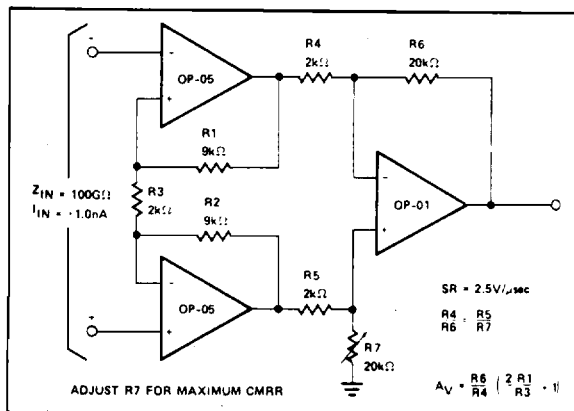 -
-
OP-05
+
R4
2kΩ
R6
20kΩ
R1
9kΩ
ZIN = 100GΩ
IIN = ·1.0nA
R3
2kΩ
R2
9kΩ
-
OP-01
+
-
OP-05
+
+
R5
2kΩ
SR = 2.5V/μsec
R4/R6 = R5/R7
R7
20kΩ
ADJUST R7 FOR MAXIMUM CMRR
AV = R6/R4 (2 R1/R3 + 1)